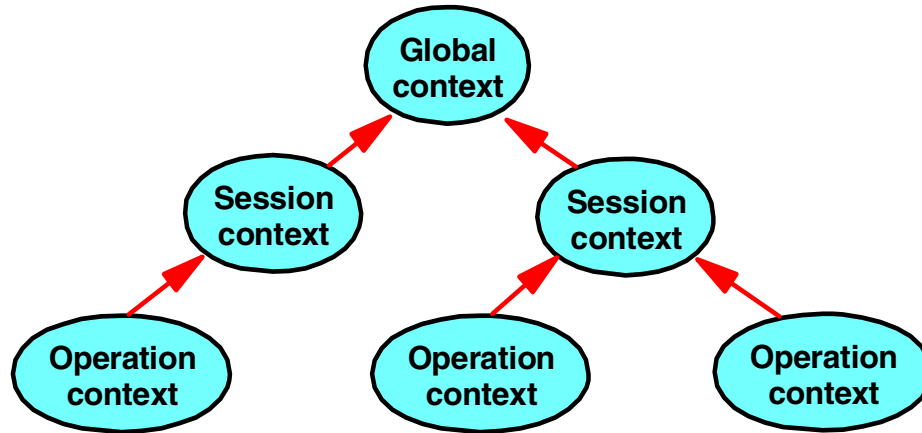 Global
context
Session
context
Session
context
Operation
context
Operation
context
Operation
context